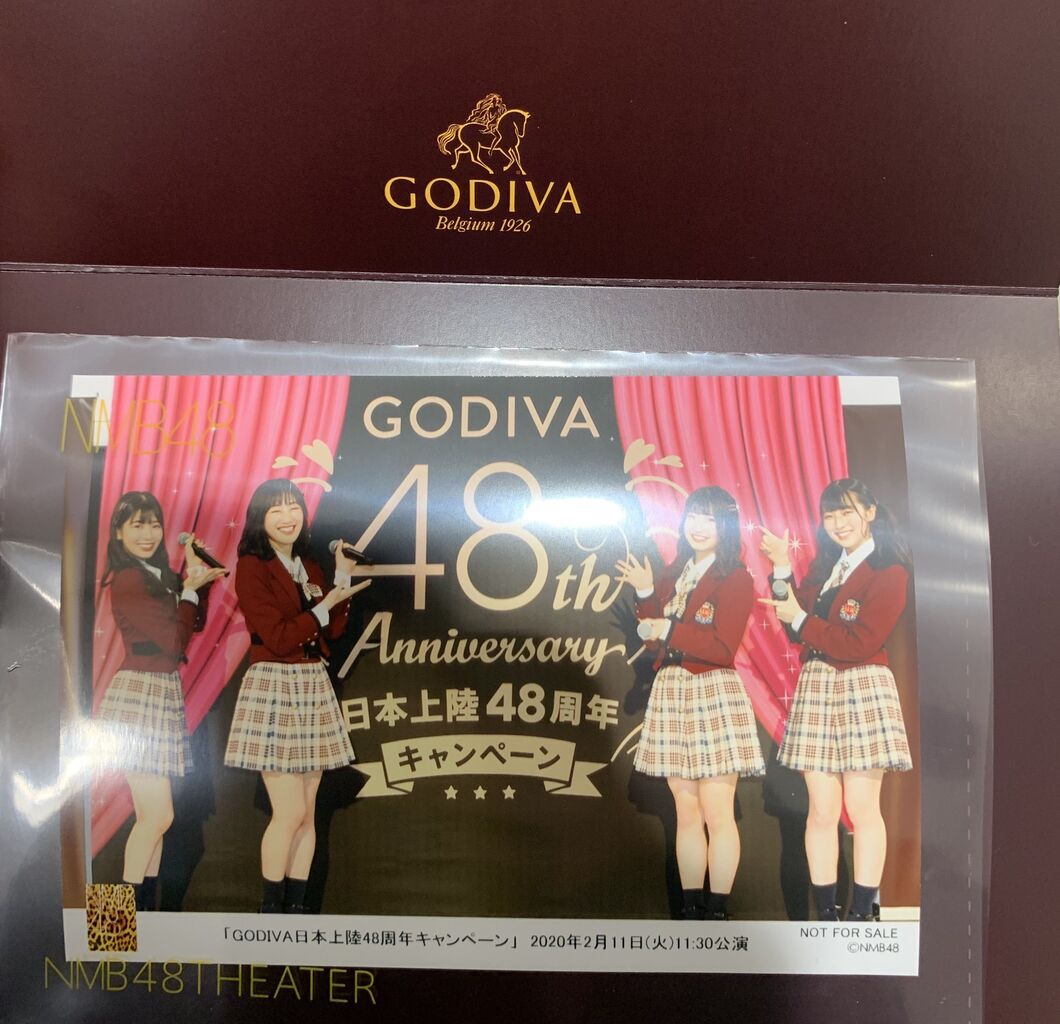 GODIVA
Belgium 1926
NMB48
GODIVA
48th
Anniversary
日本上陸48周年
キャンペーン
「GODIVA日本上陸48周年キャンペーン」 2020年2月11日(火)11:30公演
NOT FOR SALE
©NMB48
NMB48THEATER